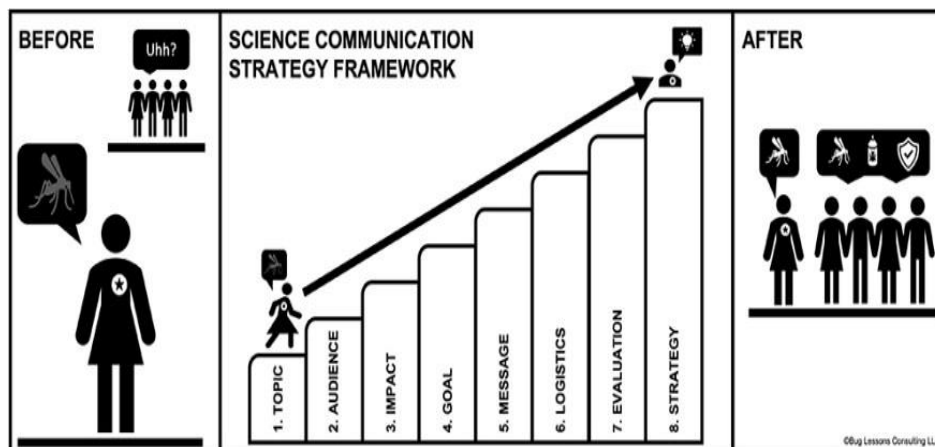 BEFORE
Uhh?
SCIENCE COMMUNICATION
STRATEGY FRAMEWORK
1. TOPIC
2. AUDIENCE
3. IMPACT
4. GOAL
5. MESSAGE
6. LOGISTICS
7. EVALUATION
8. STRATEGY
AFTER
©Bug Lessons Consulting LL